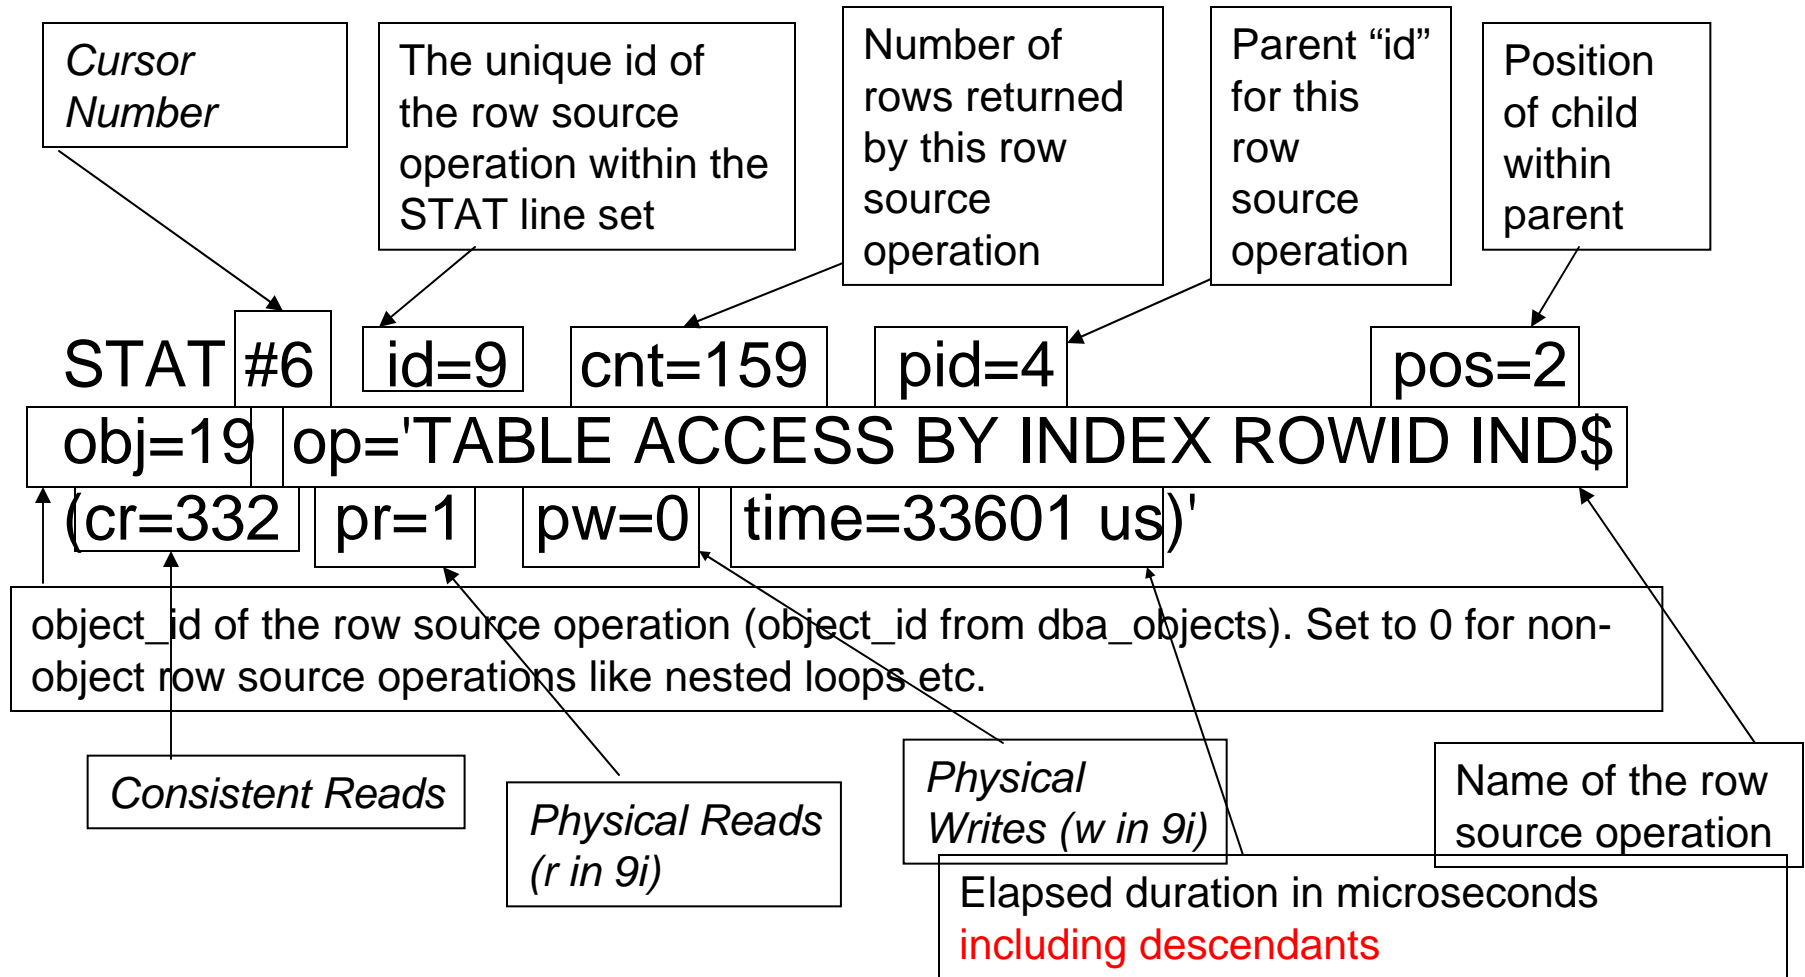 Cursor
Number
The unique id of
the row source
operation within the
STAT line set
Number of
rows returned
by this row
source
operation
Parent “id”
for this
row
source
operation
Position
of child
within
parent
STAT #6 id=9 cnt=159 pid=4 pos=2
obj=19 op='TABLE ACCESS BY INDEX ROWID IND$
(cr=332 pr=1 pw=0 time=33601 us)'
object_id of the row source operation (object_id from dba_objects). Set to 0 for non-
object row source operations like nested loops etc.
Consistent Reads
Physical Reads
(r in 9i)
Physical
Writes (w in 9i)
Name of the row
source operation
Elapsed duration in microseconds
including descendants